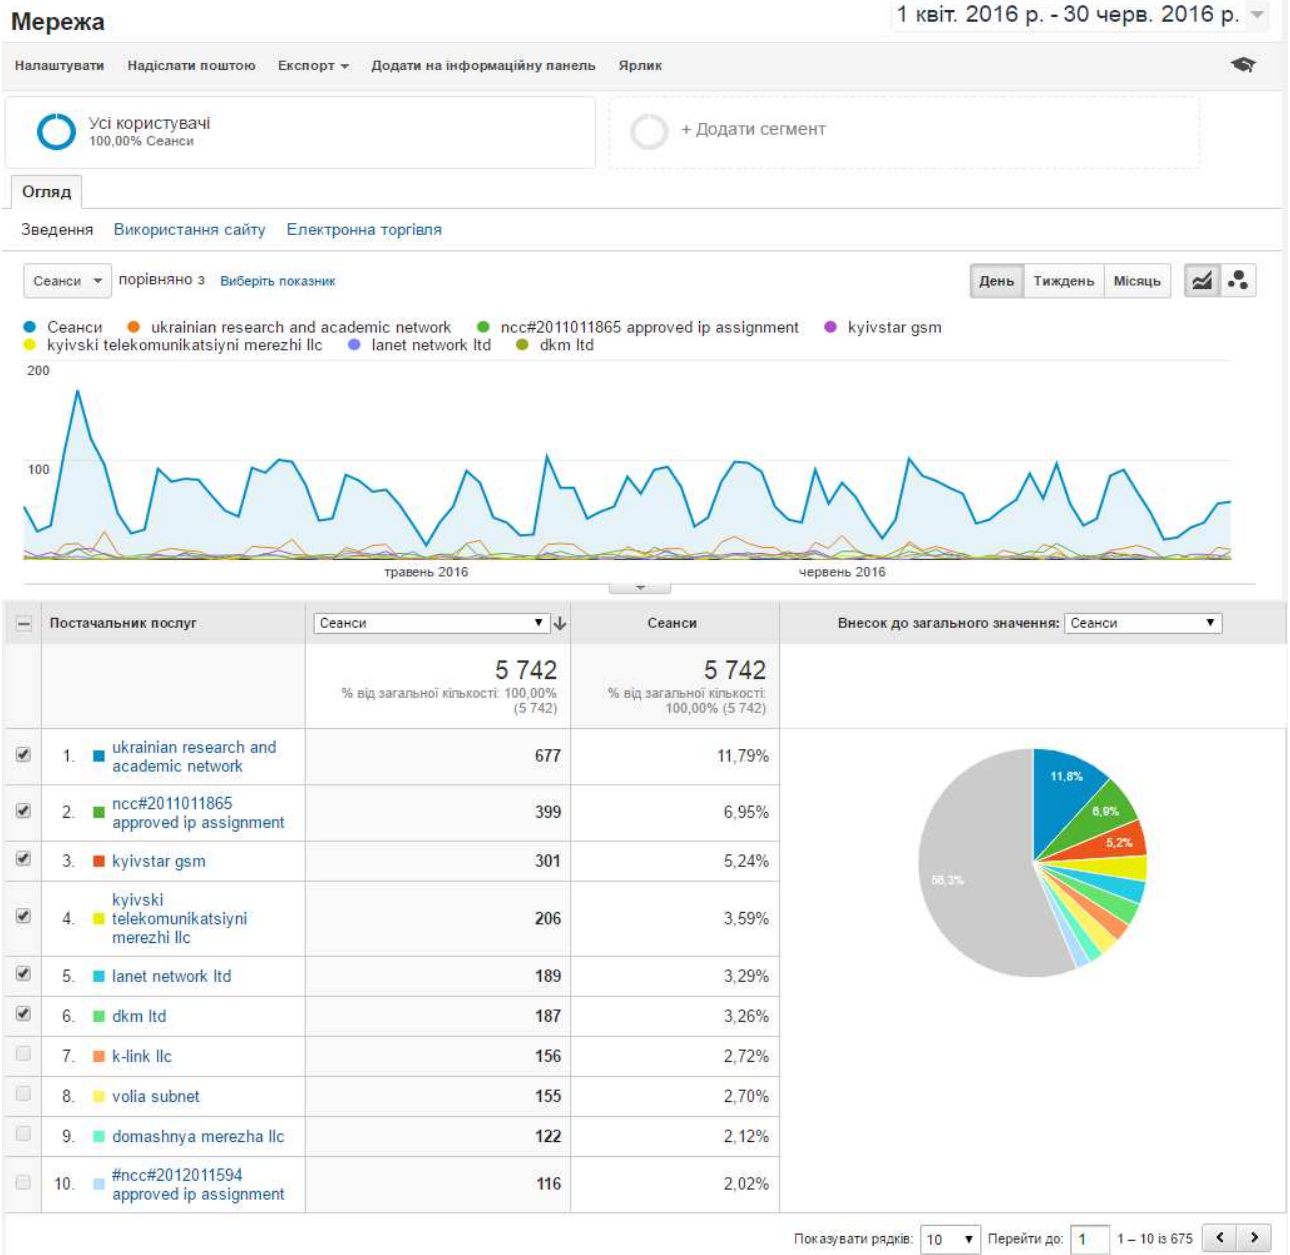 Мережа
1 квіт. 2016 р. - 30 черв. 2016 р.
Налаштувати Надіслати поштою Експорт Додати на інформаційну панель Ярлик
Усі користувачі
100,00% Сеанси
+ Додати сегмент
Огляд
Зведення Використання сайту Електронна торгівля
Сеанси порівняно з Виберіть показник
День Тиждень Місяць
Сеанси ukrainian research and academic network ncc#2011011865 approved ip assignment kyivstar gsm
kyivski telekomunikatsiyni merezhi llc lanet network ltd dkm ltd
200
100
травень 2016 червень 2016
Постачальник послуг Сеанси Сеанси Внесок до загального значення: Сеанси
5 742 5 742
% від загальної кількості: 100,00% % від загальної кількості:
(5 742) 100,00% (5 742)
1. ukrainian research and academic network 677 11,79%
2. ncc#2011011865 approved ip assignment 399 6,95%
3. kyivstar gsm 301 5,24%
4. kyivski telekomunikatsiyni merezhi llc 206 3,59%
5. lanet network ltd 189 3,29%
6. dkm ltd 187 3,26%
7. k-link llc 156 2,72%
8. volia subnet 155 2,70%
9. domashnya merezha llc 122 2,12%
10. #ncc#2012011594 approved ip assignment 116 2,02%
11,8%
6,9%
5,2%
56,3%
Показувати рядків: 10 Перейти до: 1 1 – 10 із 675